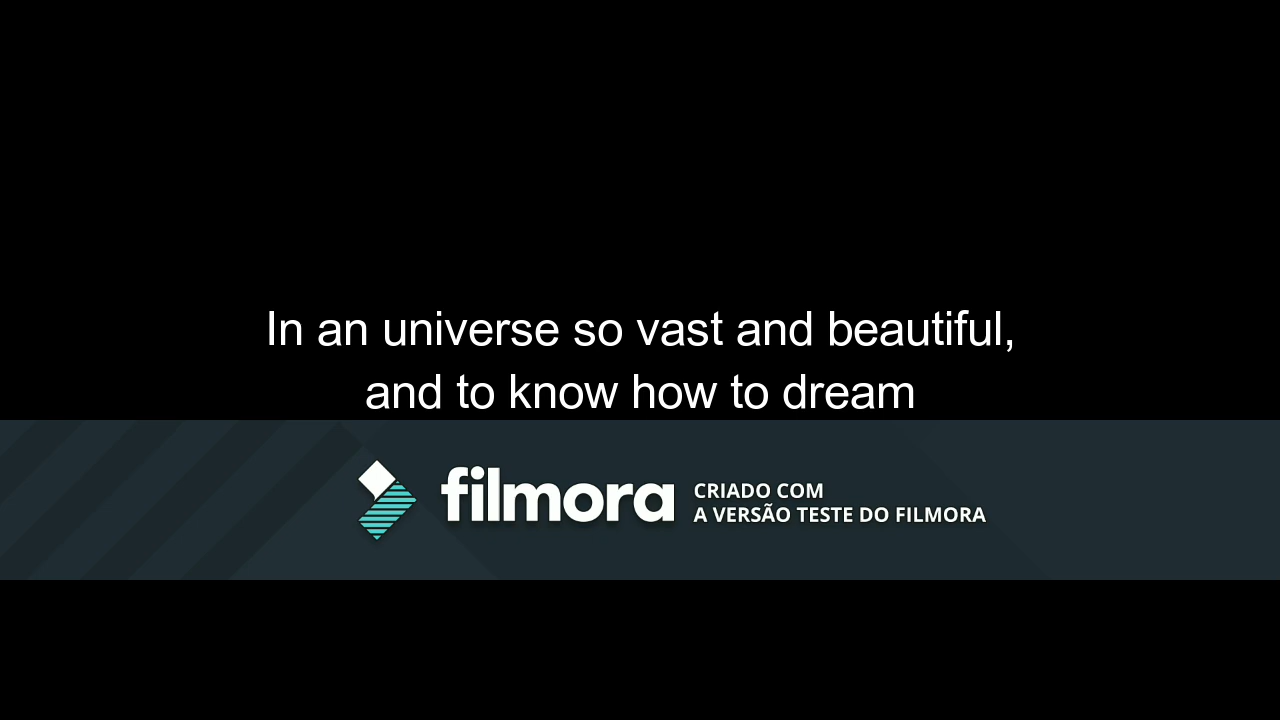 In an universe so vast and beautiful,
and to know how to dream
filmora
CRIADO COM
A VERSÃO TESTE DO FILMORA